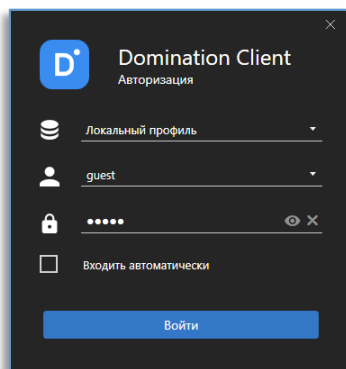 D
Domination Client
Авторизация
Локальный профиль
guest
Входить автоматически
Войти